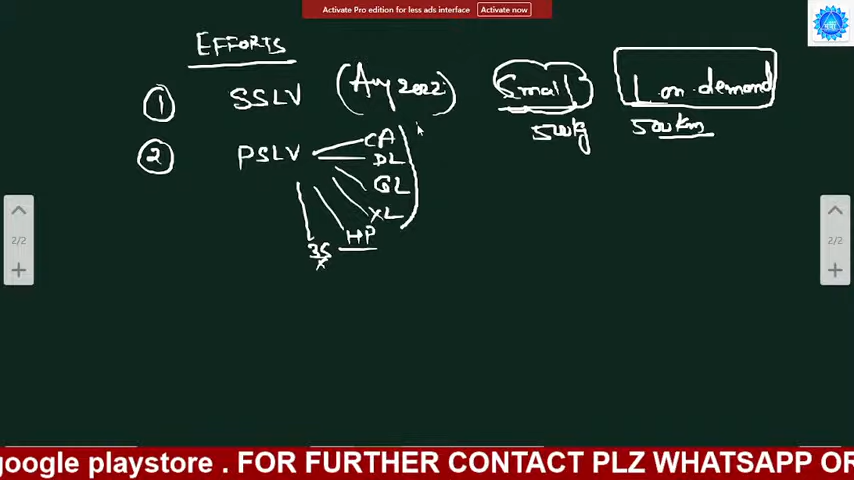 Activate Pro edition for less ads interface Activate now
EFFORTS
① SSLV (Aug 2022) Small L on demand
500kg 500km
② PSLV CA
DL
QL
XL
HP
3S
x
2/2 2/2
google playstore . FOR FURTHER CONTACT PLZ WHATSAPP OR